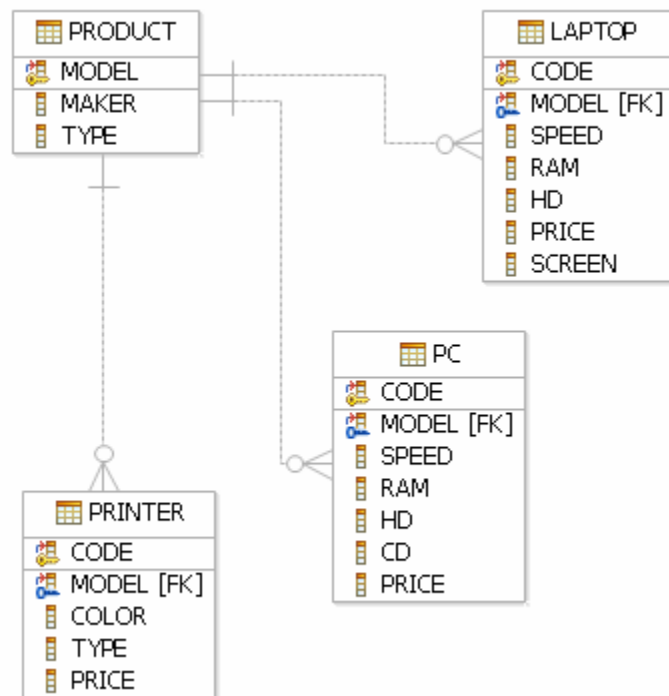 PRODUCT
MODEL
MAKER
TYPE
LAPTOP
CODE
MODEL [FK]
SPEED
RAM
HD
PRICE
SCREEN
PC
CODE
MODEL [FK]
SPEED
RAM
HD
CD
PRICE
PRINTER
CODE
MODEL [FK]
COLOR
TYPE
PRICE